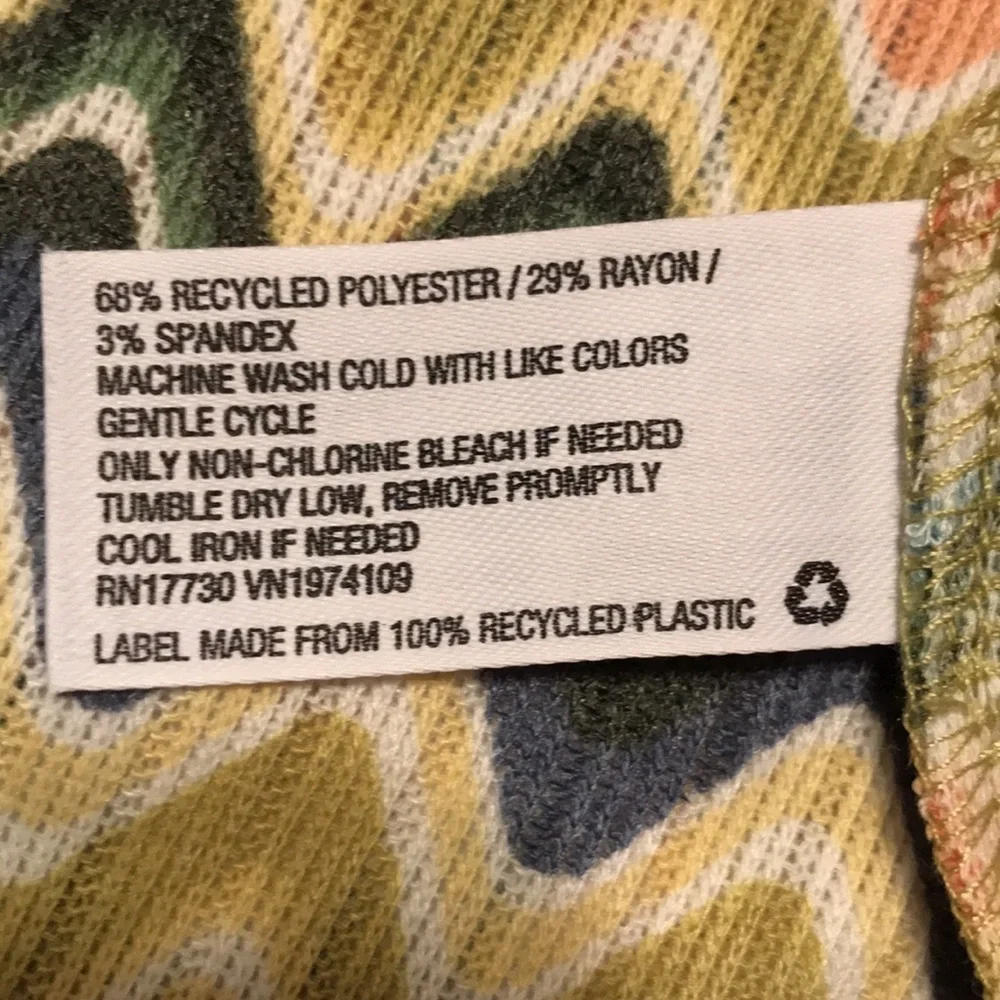 68% RECYCLED POLYESTER / 29% RAYON /
3% SPANDEX
MACHINE WASH COLD WITH LIKE COLORS
GENTLE CYCLE
ONLY NON-CHLORINE BLEACH IF NEEDED
TUMBLE DRY LOW, REMOVE PROMPTLY
COOL IRON IF NEEDED
RN17730 VN1974109
LABEL MADE FROM 100% RECYCLED PLASTIC